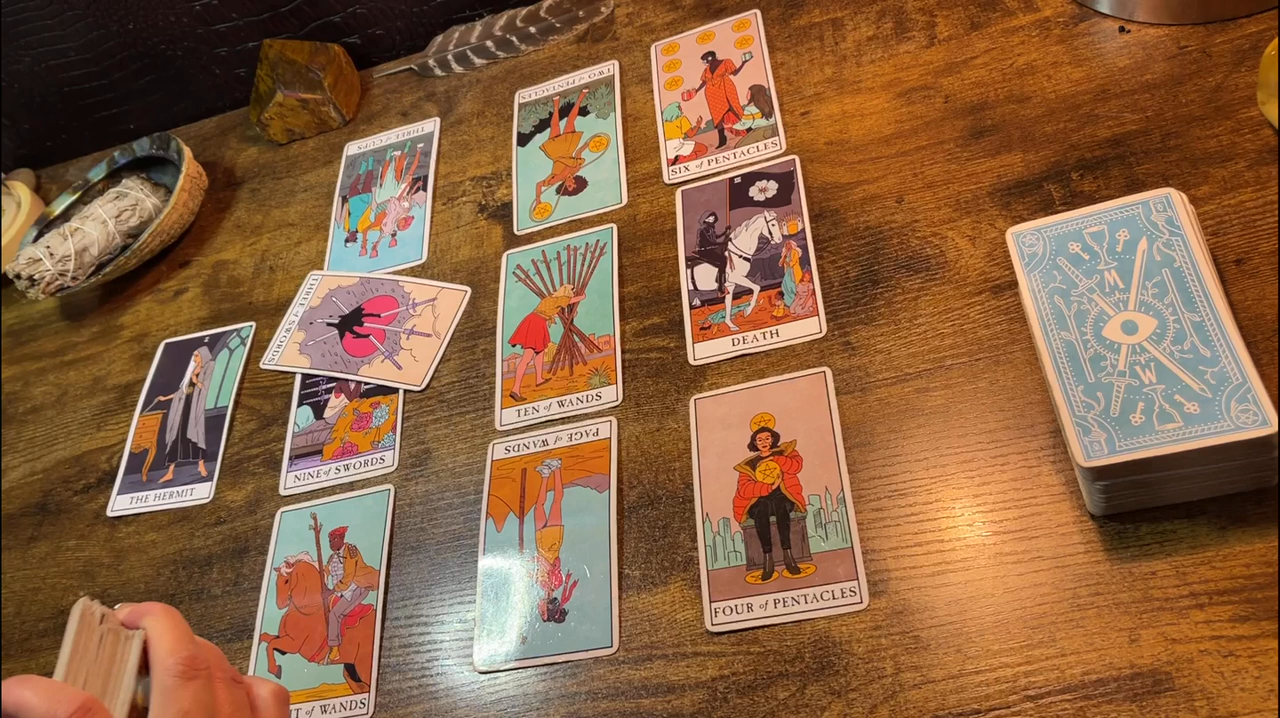 THREE of CUPS
TWO of PENTACLES
SIX of PENTACLES
THREE of SWORDS
DEATH
THE HERMIT
NINE of SWORDS
TEN of WANDS
PAGE of WANDS
FOUR of PENTACLES
OF WANDS
M
W